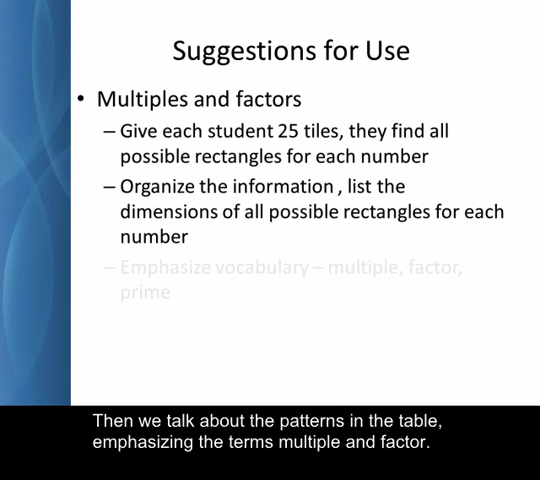 Suggestions for Use
• Multiples and factors
– Give each student 25 tiles, they find all
possible rectangles for each number
– Organize the information , list the
dimensions of all possible rectangles for each
number
– Emphasize vocabulary – multiple, factor,
prime
Then we talk about the patterns in the table,
emphasizing the terms multiple and factor.